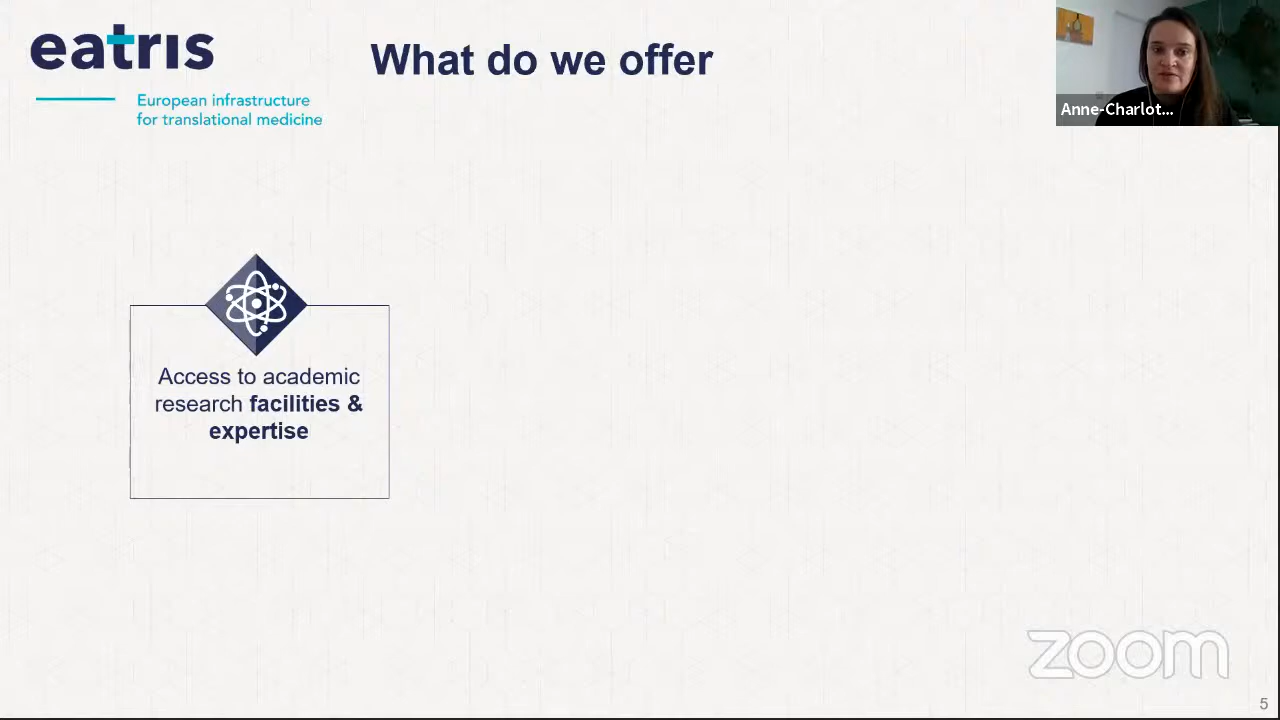 eatris
What do we offer
European infrastructure
for translational medicine
Anne-Charlot...
Access to academic
research facilities &
expertise
zoom
5